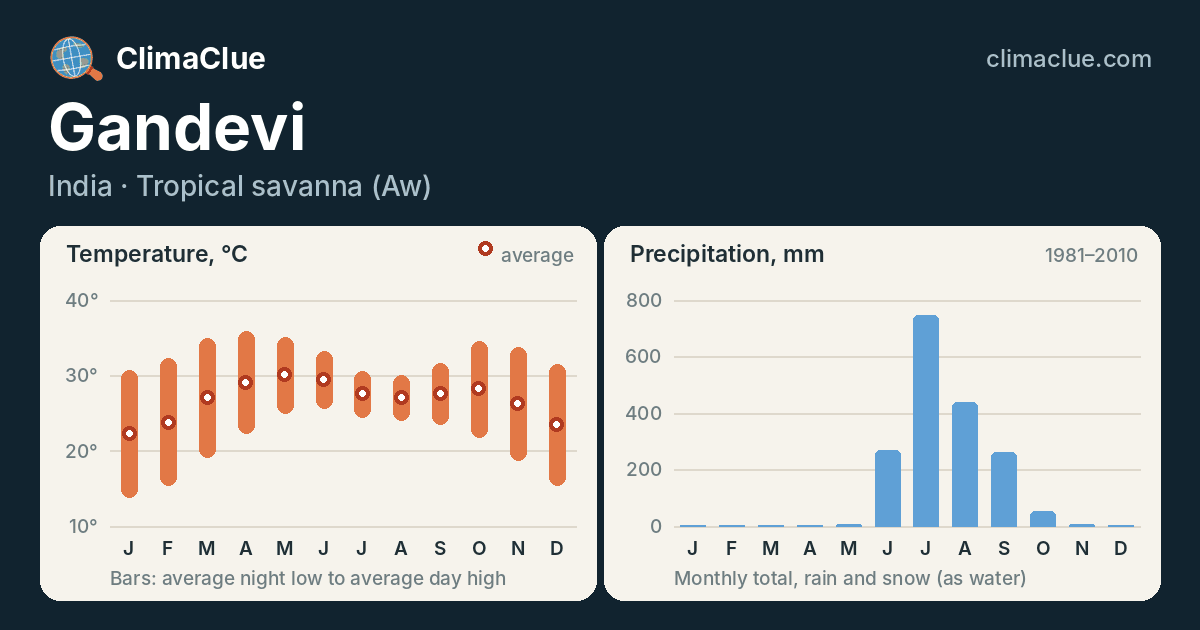 ClimaClue
climaclue.com
Gandevi
India · Tropical savanna (Aw)
Temperature, °C
average
40°
30°
20°
10°
J F M A M J J A S O N D
Bars: average night low to average day high
Precipitation, mm
1981–2010
800
600
400
200
0
J F M A M J J A S O N D
Monthly total, rain and snow (as water)